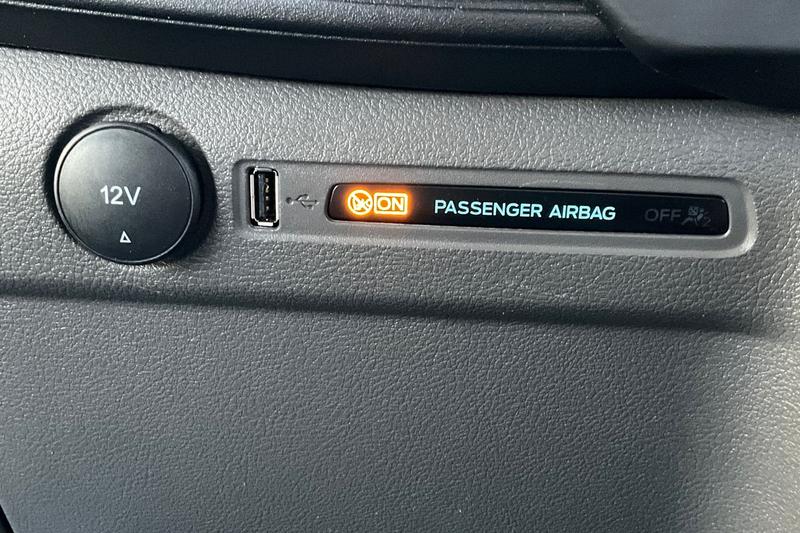 12V
ON PASSENGER AIRBAG OFF